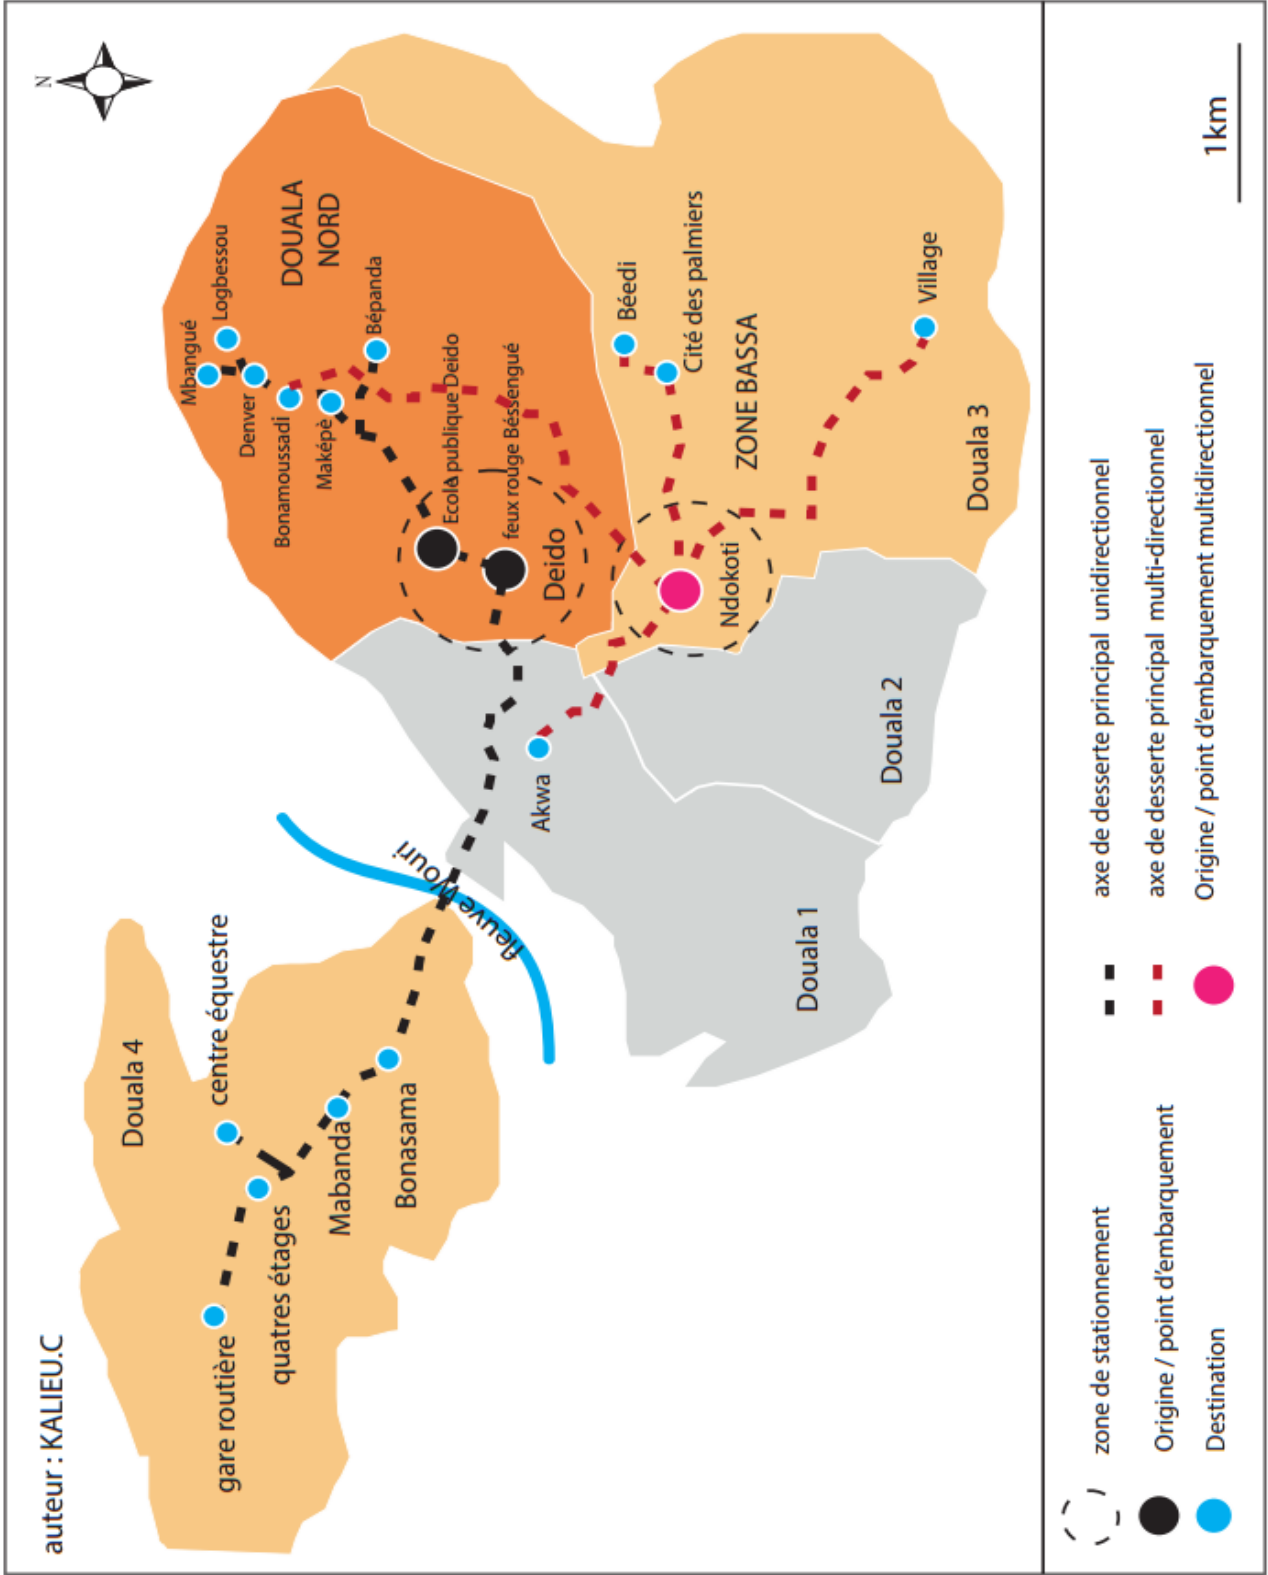 auteur : KALIEU.C
N
Douala 4
centre équestre
gare routière
quatres étages
Mabanda
Bonasama
fleuve Wouri
Mbangué
Logbessou
Denver
Bonamoussadi
Maképè
DOUALA
NORD
Bépanda
Ecole publique Deido
feux rouge Béssengué
Deido
Akwa
Béedi
Cité des palmiers
ZONE BASSA
Ndokoti
Village
Douala 1
Douala 2
Douala 3
zone de stationnement
Origine / point d'embarquement
Destination
axe de desserte principal unidirectionnel
axe de desserte principal multi-directionnel
Origine / point d'embarquement multidirectionnel
1km